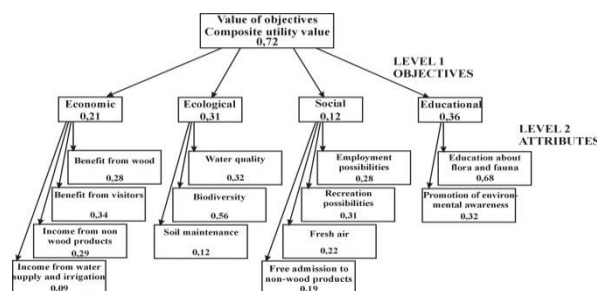 Value of objectives
Composite utility value
0,72
LEVEL 1
OBJECTIVES
Economic
0,21
Ecological
0,31
Social
0,12
Educational
0,36
LEVEL 2
ATTRIBUTES
Benefit from wood
0,28
Benefit from visitors
0,34
Income from non
wood products
0,29
Income from water
supply and irrigation
0,09
Water quality
0,32
Biodiversity
0,56
Soil maintenance
0,12
Employment
possibilities
0,28
Recreation
possibilities
0,31
Fresh air
0,22
Free admission to
non-wood products
0,19
Education about
flora and fauna
0,68
Promotion of environ-
mental awareness
0,32